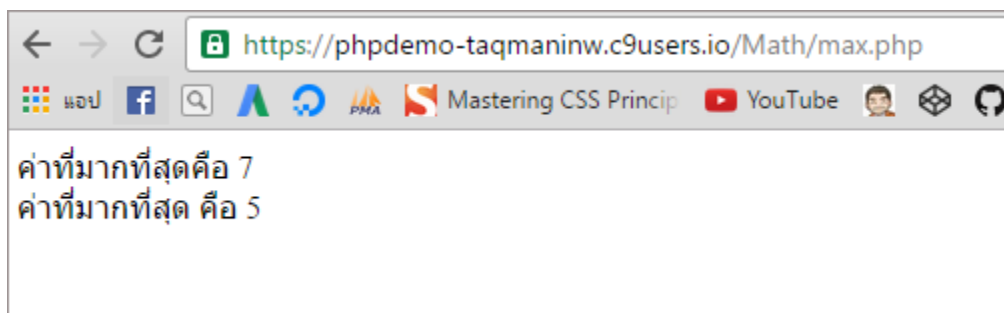 https://phpdemo-taqmaninw.c9users.io/Math/max.php
แอป PMA Mastering CSS Princip YouTube
ค่าที่มากที่สุดคือ 7
ค่าที่มากที่สุด คือ 5